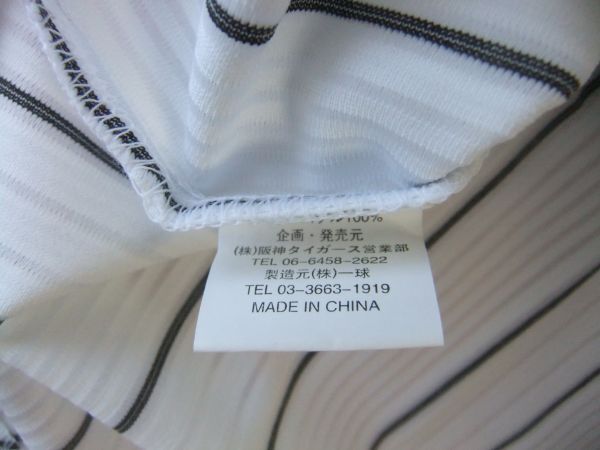 100%
企画・発売元
(株)阪神タイガース営業部
TEL 06-6458-2622
製造元(株)一球
TEL 03-3663-1919
MADE IN CHINA